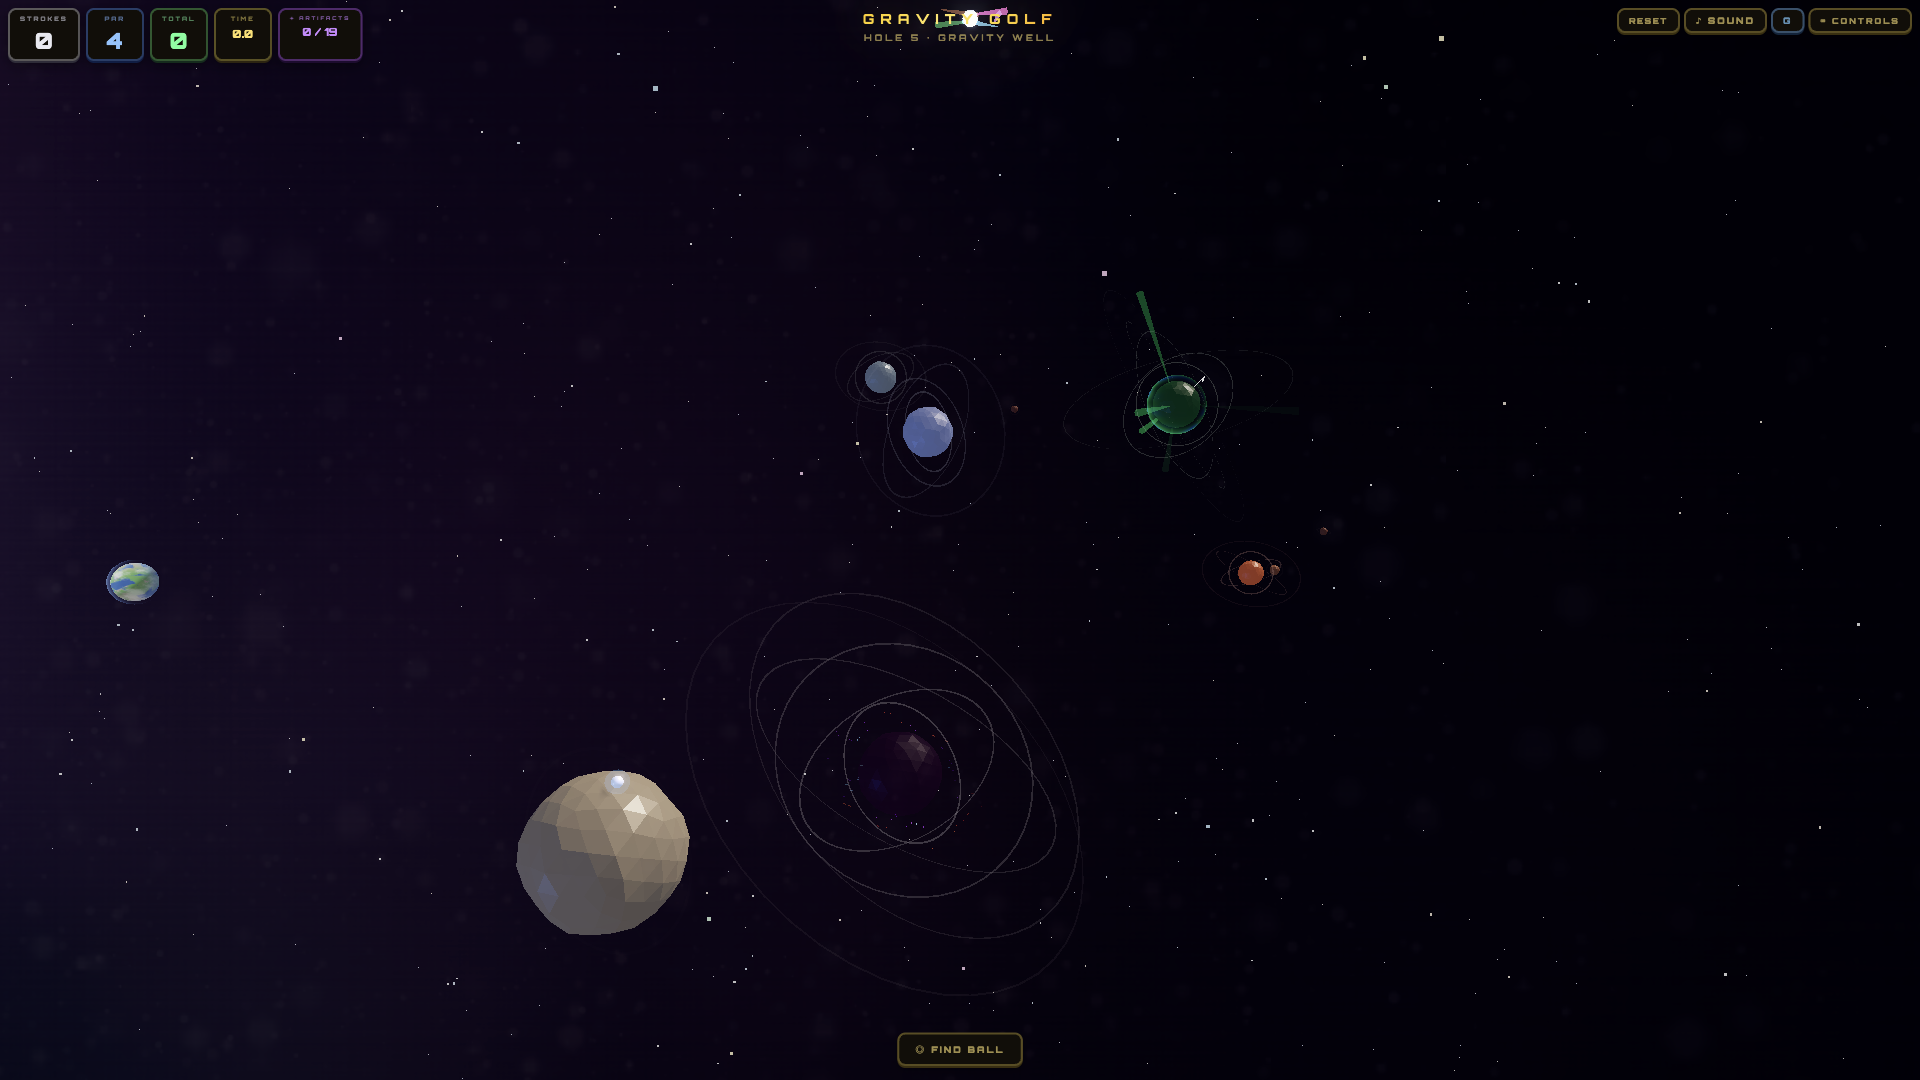 STROKES
0
PAR
4
TOTAL
0
TIME
0.0
ARTIFACTS
0 / 19
GRAVITY GOLF
HOLE 5 · GRAVITY WELL
RESET
♪ SOUND
G
CONTROLS
FIND BALL